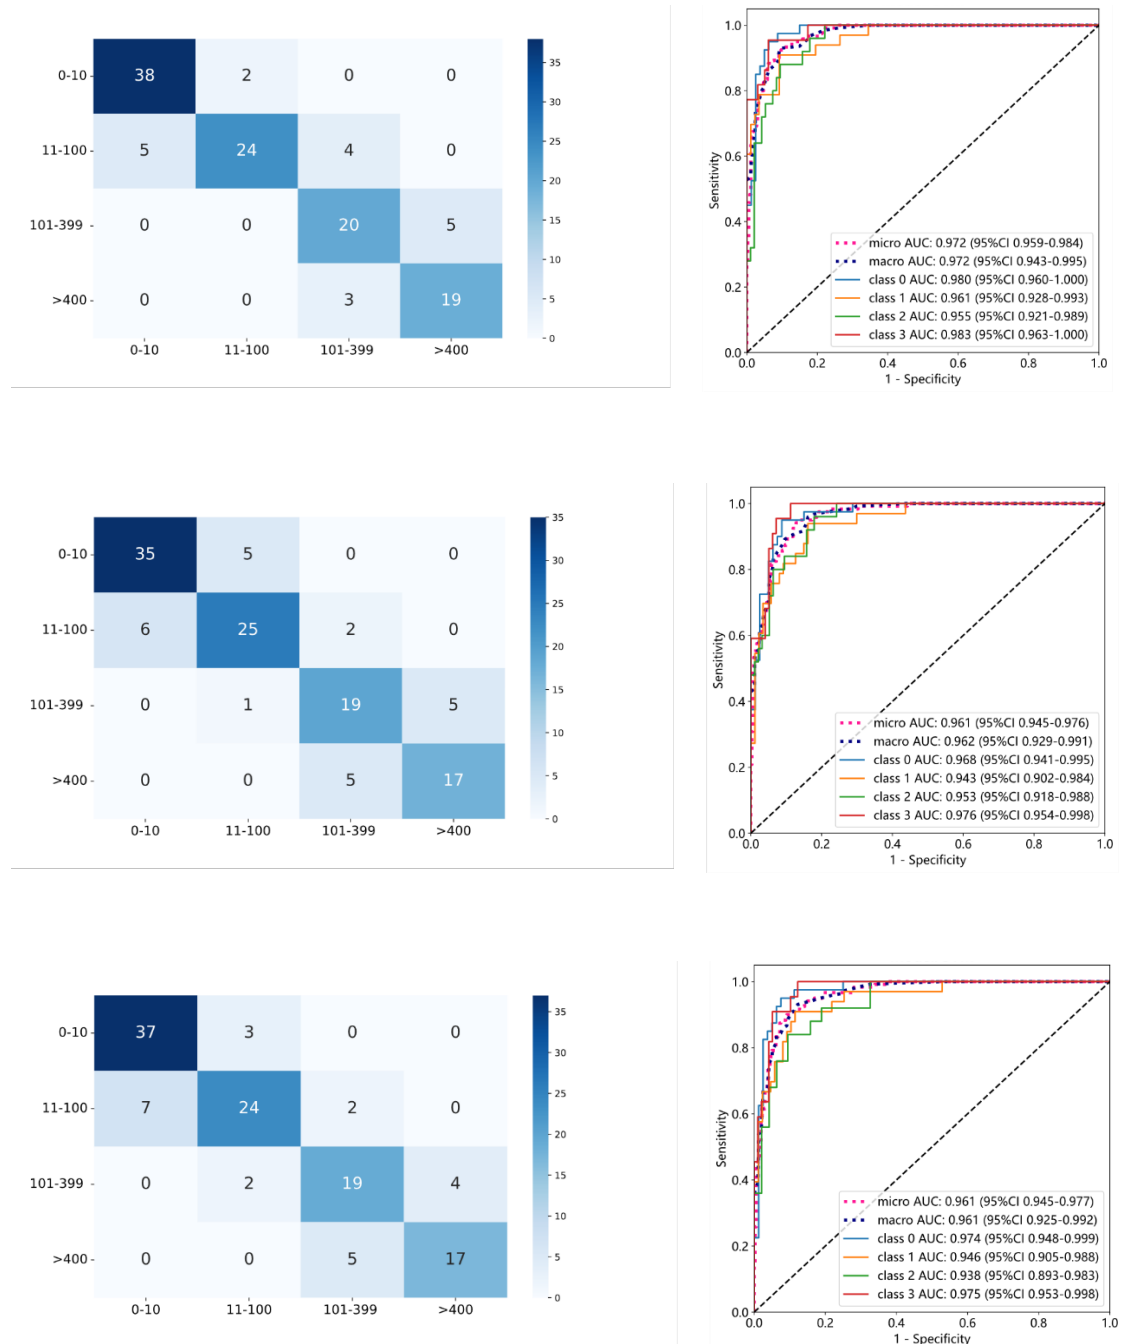 0-10
38 2 0 0
11-100
5 24 4 0
101-399
0 0 20 5
>400
0 0 3 19
0-10 11-100 101-399 >400
35
30
25
20
15
10
5
0
1.0
0.8
0.6
0.4
0.2
0.0
Sensitivity
micro AUC: 0.972 (95%CI 0.959-0.984)
macro AUC: 0.972 (95%CI 0.943-0.995)
class 0 AUC: 0.980 (95%CI 0.960-1.000)
class 1 AUC: 0.961 (95%CI 0.928-0.993)
class 2 AUC: 0.955 (95%CI 0.921-0.989)
class 3 AUC: 0.983 (95%CI 0.963-1.000)
0.0 0.2 0.4 0.6 0.8 1.0
1 - Specificity
0-10
35 5 0 0
11-100
6 25 2 0
101-399
0 1 19 5
>400
0 0 5 17
0-10 11-100 101-399 >400
35
30
25
20
15
10
5
0
1.0
0.8
0.6
0.4
0.2
0.0
Sensitivity
micro AUC: 0.961 (95%CI 0.945-0.976)
macro AUC: 0.962 (95%CI 0.929-0.991)
class 0 AUC: 0.968 (95%CI 0.941-0.995)
class 1 AUC: 0.943 (95%CI 0.902-0.984)
class 2 AUC: 0.953 (95%CI 0.918-0.988)
class 3 AUC: 0.976 (95%CI 0.954-0.998)
0.0 0.2 0.4 0.6 0.8 1.0
1 - Specificity
0-10
37 3 0 0
11-100
7 24 2 0
101-399
0 2 19 4
>400
0 0 5 17
0-10 11-100 101-399 >400
35
30
25
20
15
10
5
0
1.0
0.8
0.6
0.4
0.2
0.0
Sensitivity
micro AUC: 0.961 (95%CI 0.945-0.977)
macro AUC: 0.961 (95%CI 0.925-0.992)
class 0 AUC: 0.974 (95%CI 0.948-0.999)
class 1 AUC: 0.946 (95%CI 0.905-0.988)
class 2 AUC: 0.938 (95%CI 0.893-0.983)
class 3 AUC: 0.975 (95%CI 0.953-0.998)
0.0 0.2 0.4 0.6 0.8 1.0
1 - Specificity